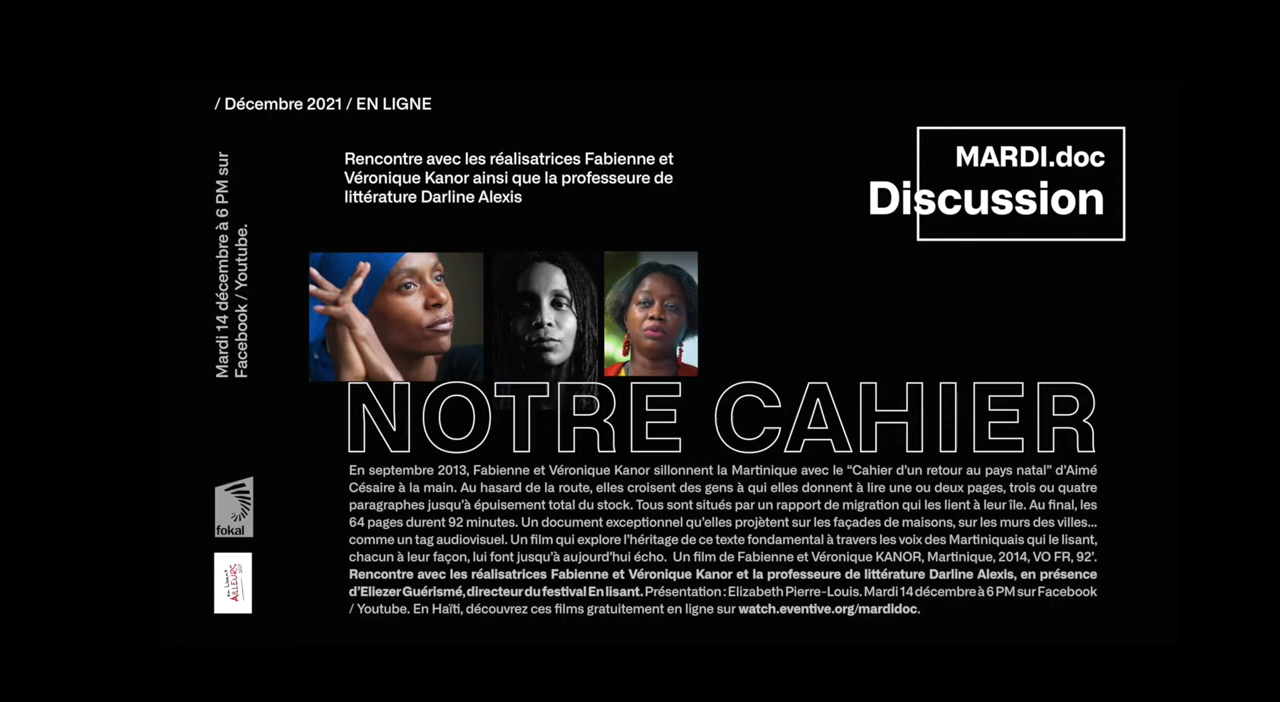 / Décembre 2021 / EN LIGNE
Mardi 14 décembre à 6 PM sur
Facebook / Youtube.
Rencontre avec les réalisatrices Fabienne et
Véronique Kanor ainsi que la professeure de
littérature Darline Alexis
MARDI.doc
Discussion
NOTRE CAHIER
En septembre 2013, Fabienne et Véronique Kanor sillonnent la Martinique avec le “Cahier d’un retour au pays natal” d’Aimé
Césaire à la main. Au hasard de la route, elles croisent des gens à qui elles donnent à lire une ou deux pages, trois ou quatre
paragraphes jusqu’à épuisement total du stock. Tous sont situés par un rapport de migration qui les lient à leur île. Au final, les
64 pages durent 92 minutes. Un document exceptionnel qu’elles projètent sur les façades de maisons, sur les murs des villes...
comme un tag audiovisuel. Un film qui explore l’héritage de ce texte fondamental à travers les voix des Martiniquais qui le lisant,
chacun à leur façon, lui font jusqu’à aujourd’hui écho. Un film de Fabienne et Véronique KANOR, Martinique, 2014, VO FR, 92’.
Rencontre avec les réalisatrices Fabienne et Véronique Kanor et la professeure de littérature Darline Alexis, en présence
d’Eliezer Guérismé, directeur du festival En lisant. Présentation : Elizabeth Pierre-Louis. Mardi 14 décembre à 6 PM sur Facebook
/ Youtube. En Haïti, découvrez ces films gratuitement en ligne sur watch.eventive.org/mardidoc.
fokal
en lisant
AILLEURS